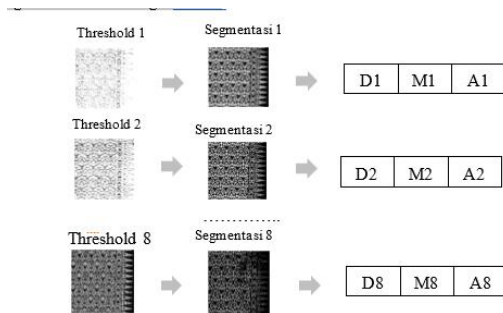 Threshold 1
Segmentasi 1
D1 M1 A1
Threshold 2
Segmentasi 2
D2 M2 A2
Threshold 8
Segmentasi 8
D8 M8 A8